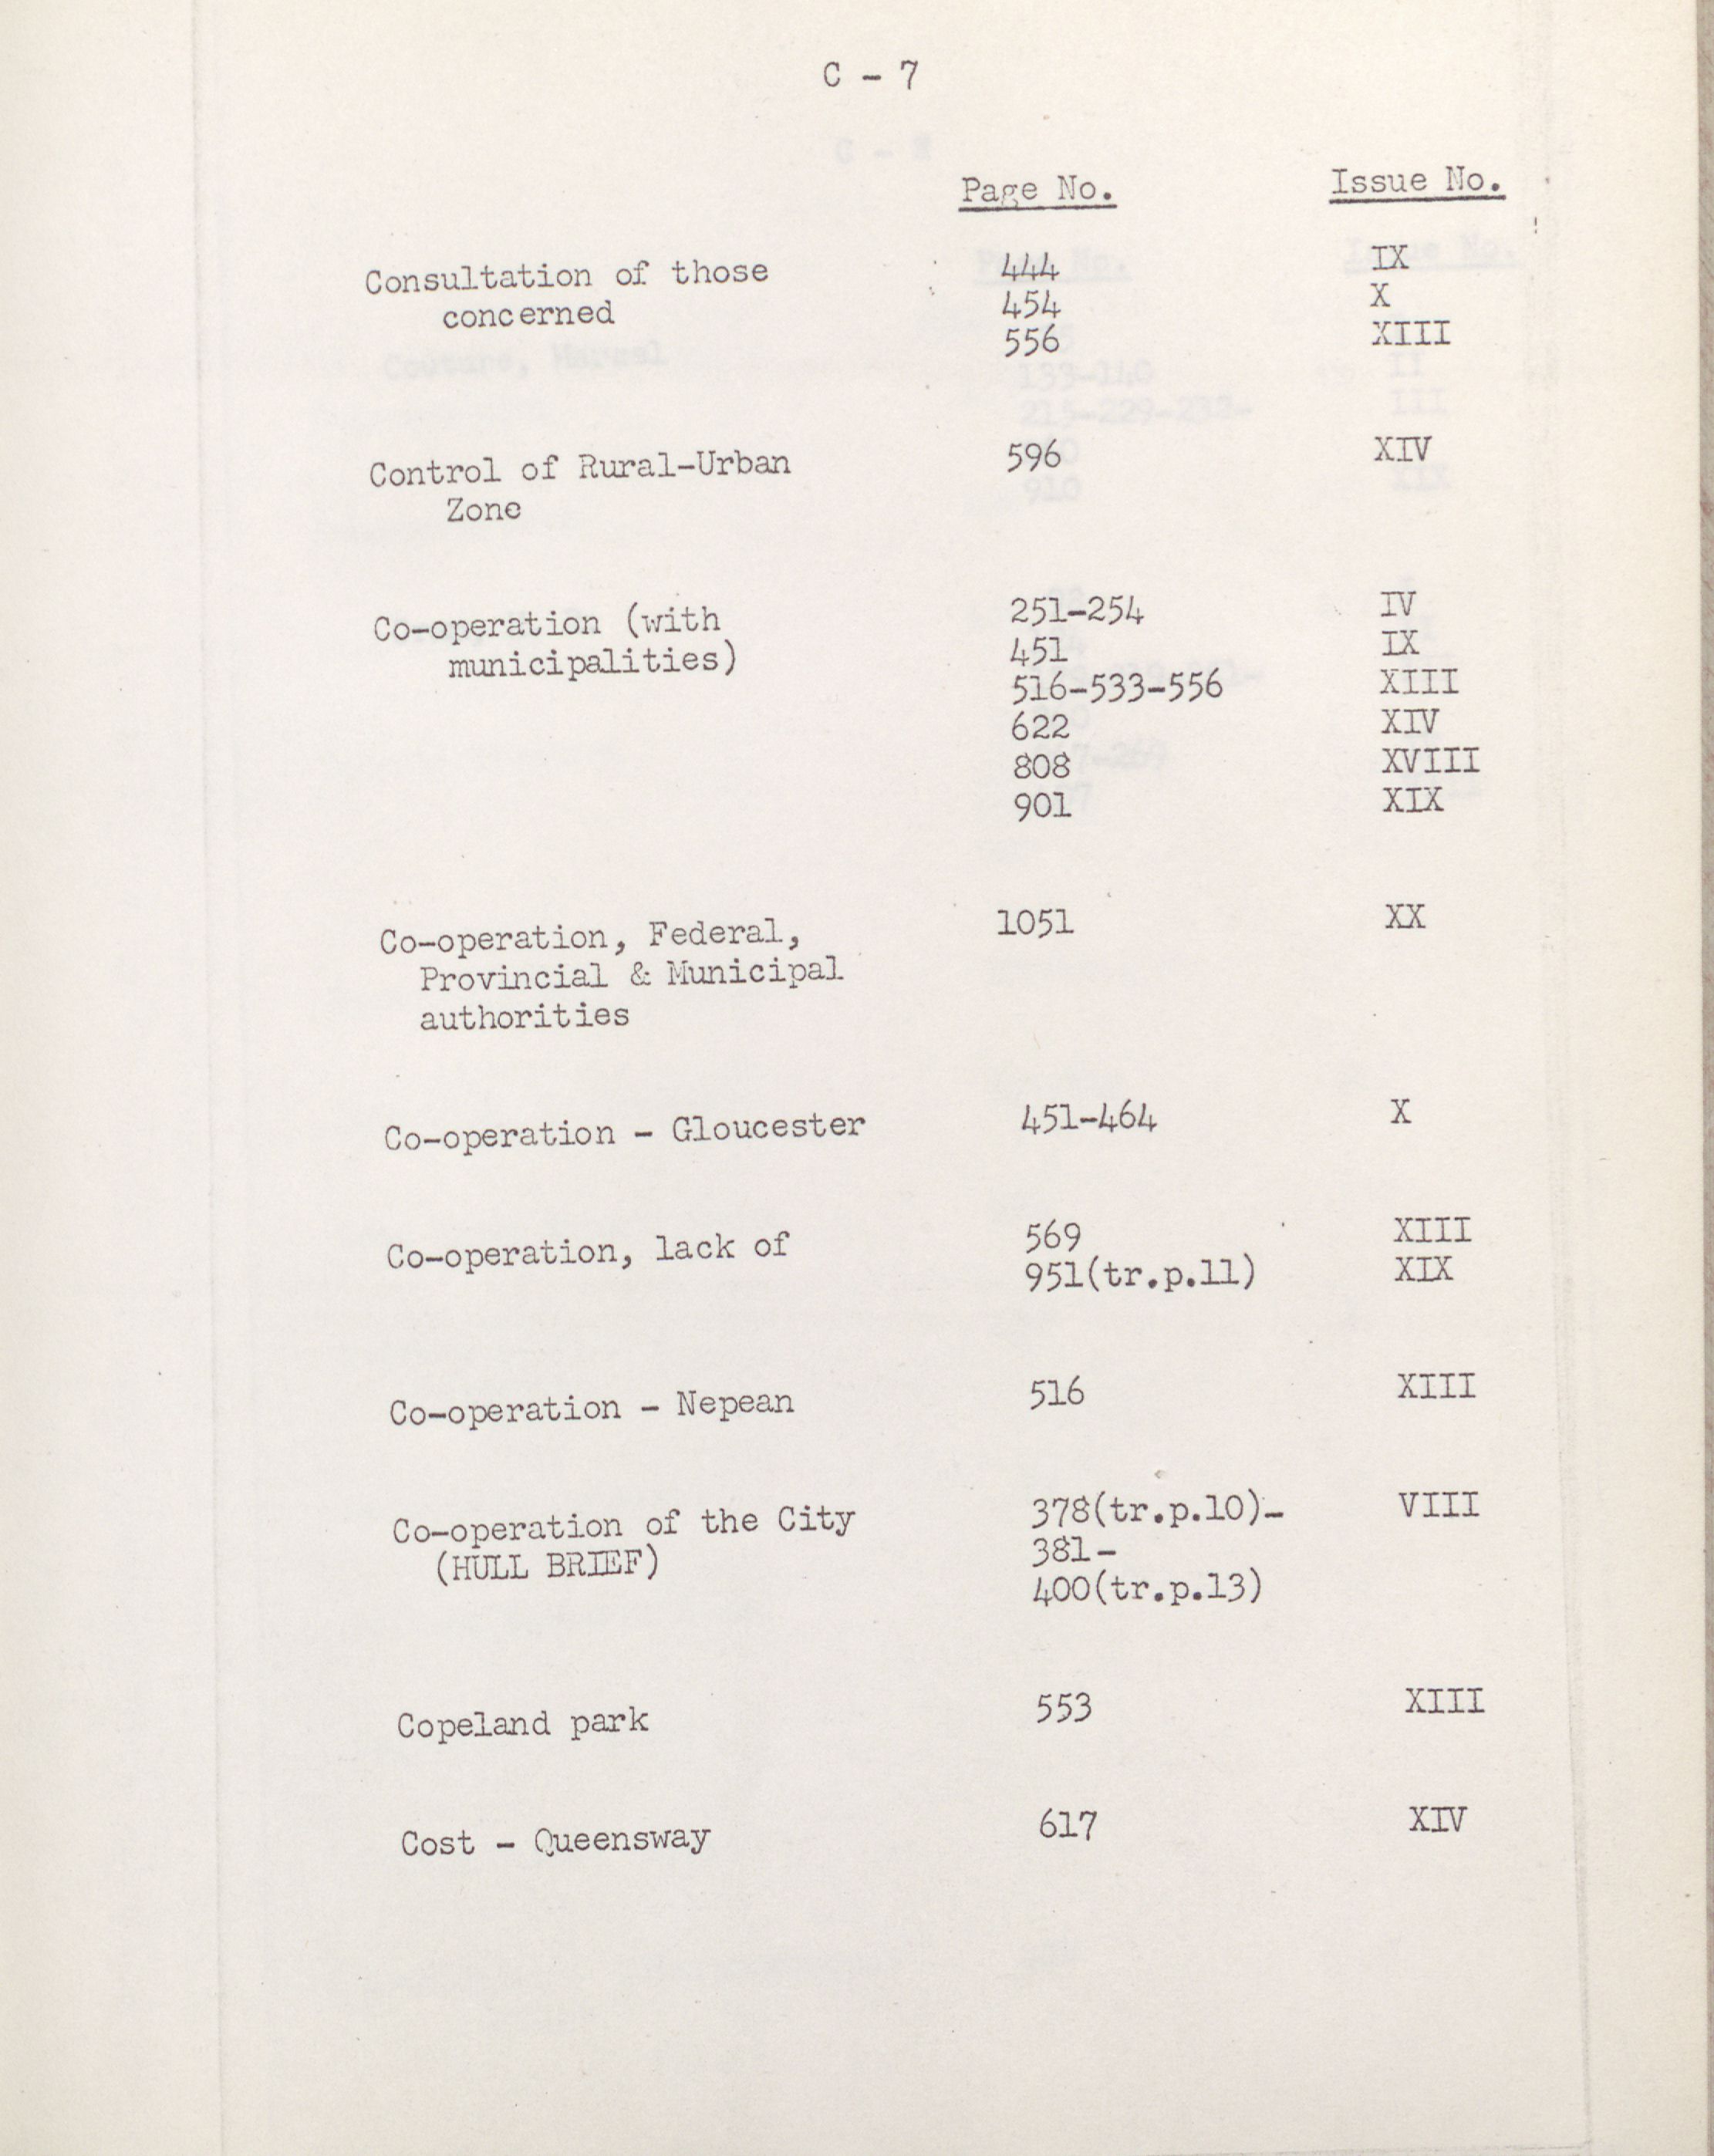 C - 7
Page No. Issue No.
Consultation of those 444 IX
concerned 454 X
556 XIII
Control of Rural-Urban 596 XIV
Zone
Co-operation (with 251-254 IV
municipalities) 451 IX
516-533-556 XIII
622 XIV
808 XVIII
901 XIX
Co-operation, Federal, 1051 XX
Provincial & Municipal
authorities
Co-operation - Gloucester 451-464 X
Co-operation, lack of 569 XIII
951(tr.p.11) XIX
Co-operation - Nepean 516 XIII
Co-operation of the City 378(tr.p.10)- VIII
(HULL BRIEF) 381-
400(tr.p.13)
Copeland park 553 XIII
Cost - Queensway 617 XIV